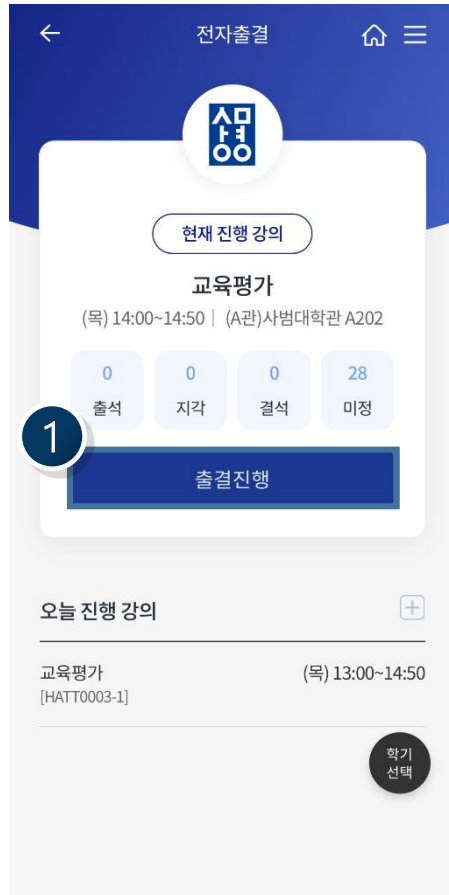 전자출결
상명
현재 진행 강의
교육평가
(목) 14:00~14:50 | (A관)사범대학관 A202
0 0 0 28
출석 지각 결석 미정
1
출결진행
오늘 진행 강의
교육평가 (목) 13:00~14:50
[HATT0003-1]
학기
선택